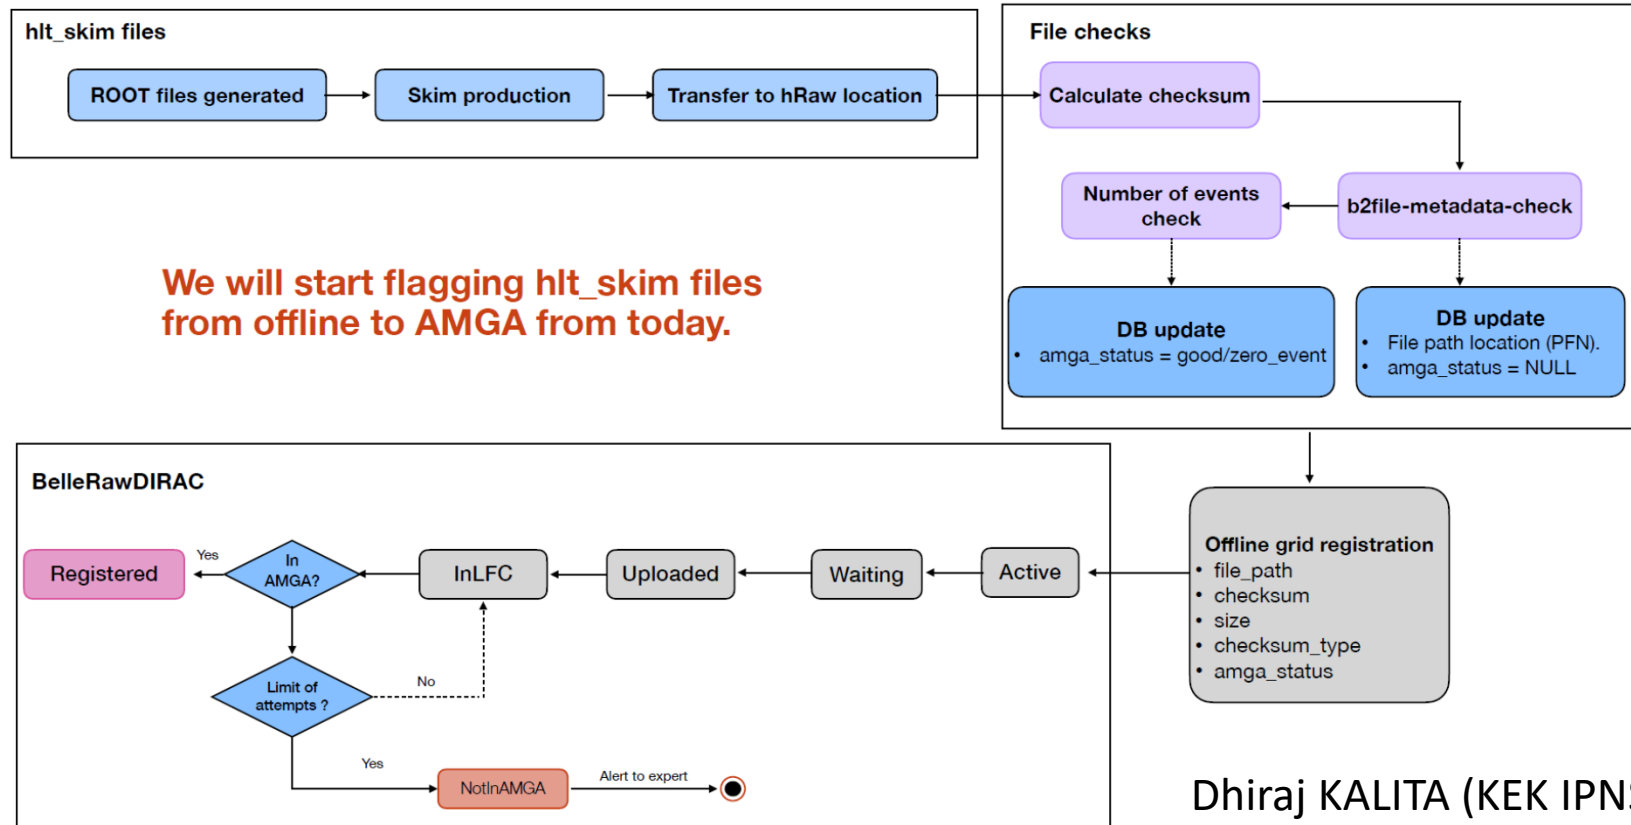 hlt_skim files
ROOT files generated
Skim production
Transfer to hRaw location
File checks
Calculate checksum
Number of events
check
b2file-metadata-check
DB update
• amga_status = good/zero_event
DB update
• File path location (PFN).
• amga_status = NULL
We will start flagging hlt_skim files
from offline to AMGA from today.
Offline grid registration
• file_path
• checksum
• size
• checksum_type
• amga_status
BelleRawDIRAC
Active
Waiting
Uploaded
InLFC
In
AMGA?
Yes
Registered
Limit of
attempts ?
No
Yes
NotInAMGA
Alert to expert
Dhiraj KALITA (KEK IPNS